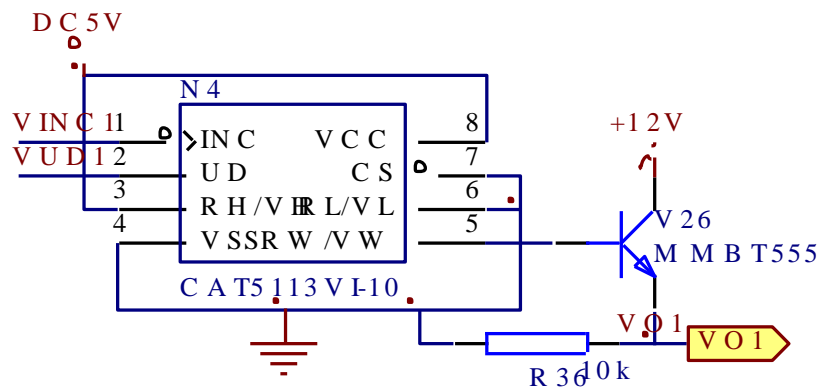 DC5V
N4
VINC1
1
INC
VCC
8
+12V
VUD1
2
UD
CS
7
3
RH/VH
RL/VL
6
V26
4
VSS
RW/VW
5
MMBT555
CAT5113VI-10
VO1
VO1
R36
10k